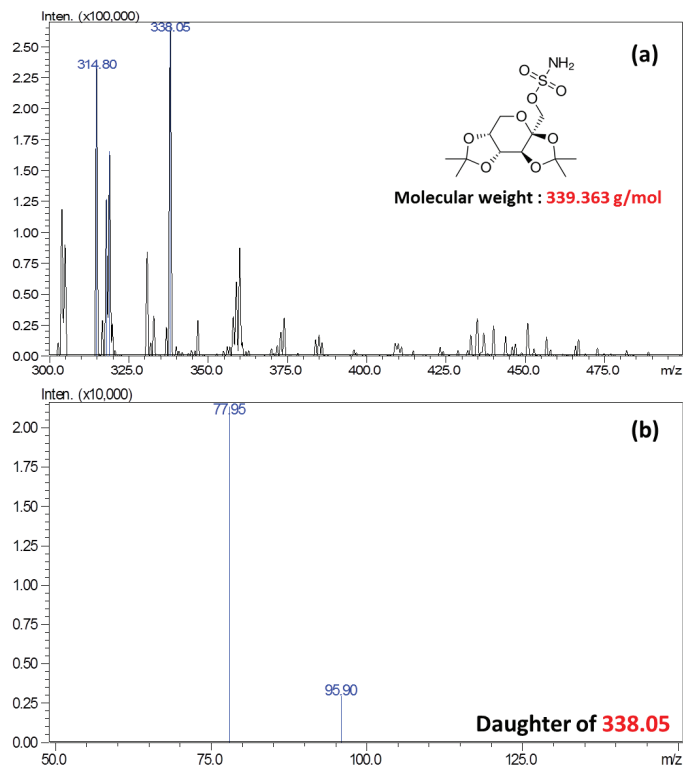 Inten. (x100,000)
338.05
(a)
2.50
314.80
2.25
2.00
1.75
1.50
1.25
1.00
0.75
0.50
0.25
0.00
NH₂
O
S
O
O
O
O
O
O
O
Molecular weight : 339.363 g/mol
300.0
325.0
350.0
375.0
400.0
425.0
450.0
475.0
m/z
Inten. (x10,000)
77.95
(b)
2.00
1.75
1.50
1.25
1.00
0.75
0.50
0.25
0.00
95.90
Daughter of 338.05
50.0
75.0
100.0
125.0
m/z